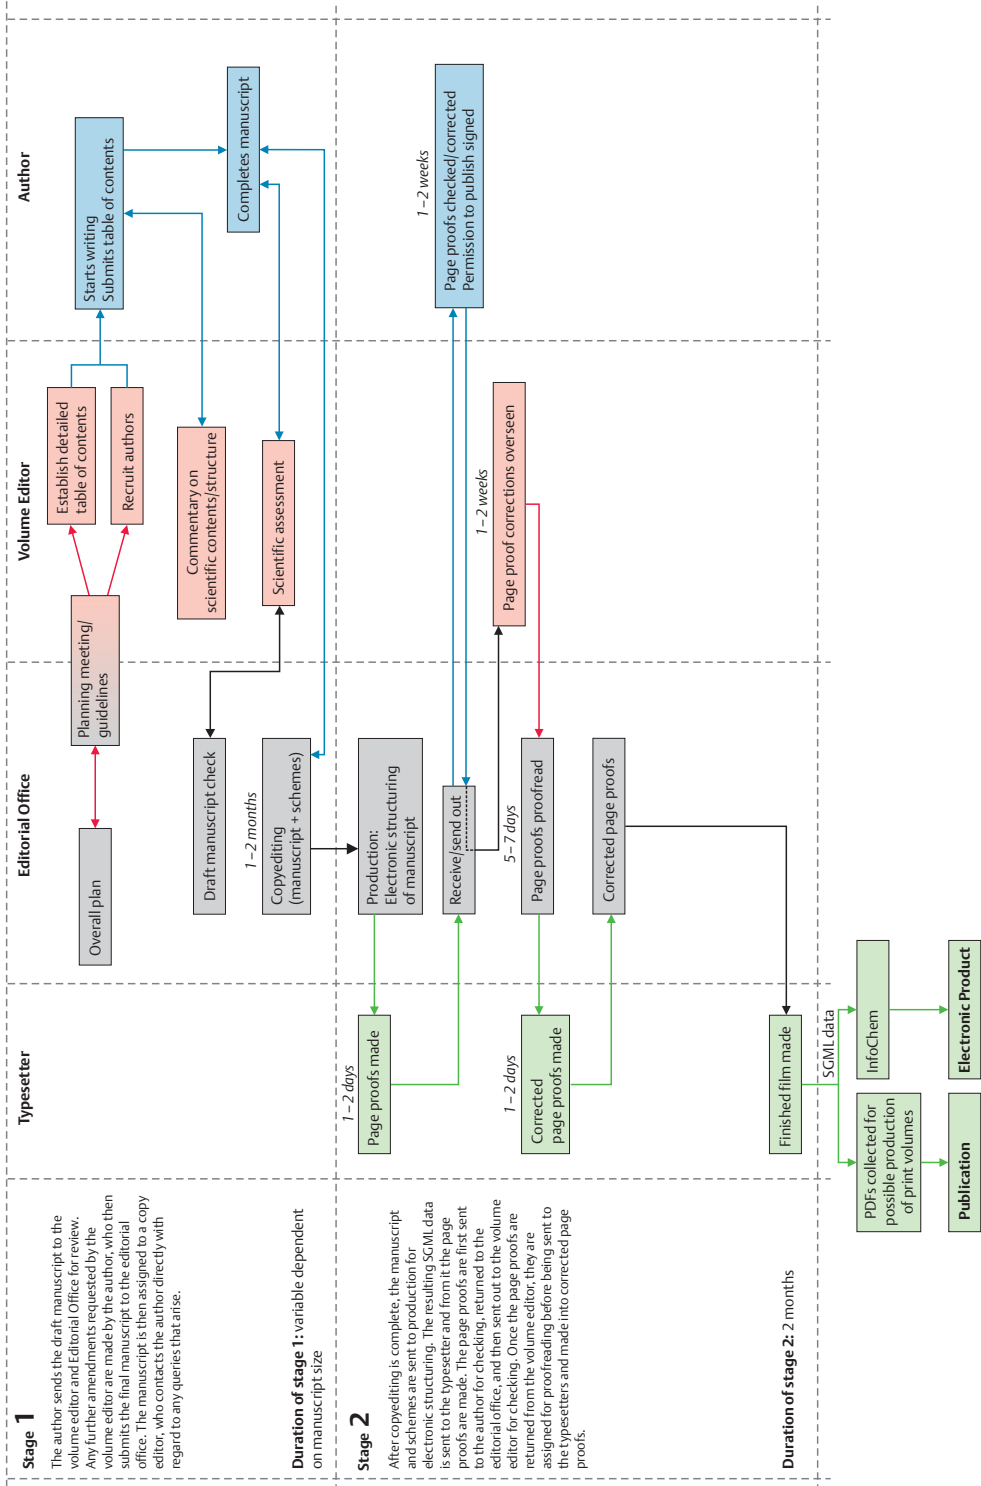 Stage 1
The author sends the draft manuscript to the
volume editor and Editorial Office for review.
Any further amendments requested by the
volume editor are made by the author, who then
submits the final manuscript to the editorial
office. The manuscript is then assigned to a copy
editor, who contacts the author directly with
regard to any queries that arise.
Duration of stage 1: variable dependent
on manuscript size
Stage 2
After copyediting is complete, the manuscript
and schemes are sent to production for
electronic structuring. The resulting SGML data
is sent to the typesetter and from it the page
proofs are made. The page proofs are first sent
to the author for checking, returned to the
editorial office, and then sent out to the volume
editor for checking. Once the page proofs are
returned from the volume editor, they are
assigned for proofreading before being sent to
the typesetters and made into corrected page
proofs.
Duration of stage 2: 2 months
Typesetter
1–2 days
Page proofs made
1–2 days
Corrected
page proofs made
Finished film made
SGML data
PDFs collected for
possible production
of print volumes
InfoChem
Publication
Electronic Product
Editorial Office
Overall plan
Planning meeting/
guidelines
Draft manuscript check
1–2 months
Copyediting
(manuscript + schemes)
Production:
Electronic structuring
of manuscript
Receive/send out
5–7 days
Page proofs proofread
Corrected page proofs
Volume Editor
Establish detailed
table of contents
Recruit authors
Commentary on
scientific contents/structure
Scientific assessment
1–2 weeks
Page proof corrections overseen
Author
Starts writing
Submits table of contents
Completes manuscript
1–2 weeks
Page proofs checked/corrected
Permission to publish signed